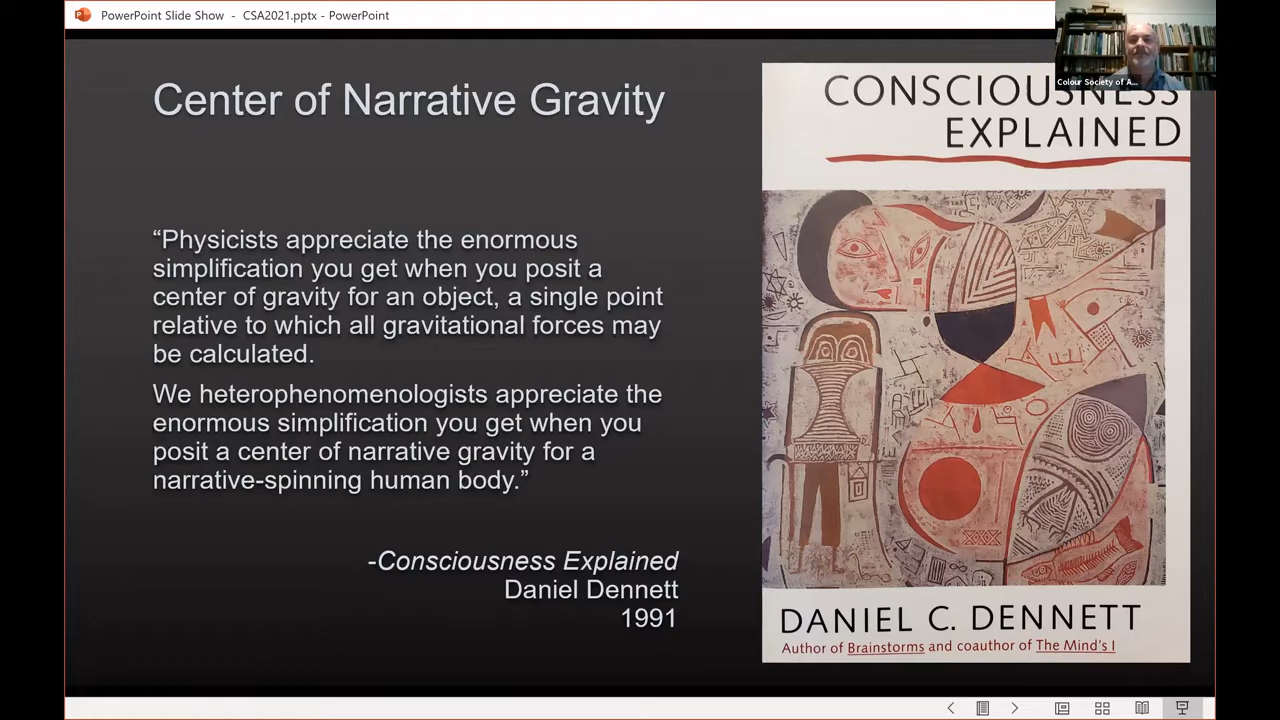 PowerPoint Slide Show - CSA2021.pptx - PowerPoint
Colour Society of A...
Center of Narrative Gravity
“Physicists appreciate the enormous
simplification you get when you posit a
center of gravity for an object, a single point
relative to which all gravitational forces may
be calculated.
We heterophenomenologists appreciate the
enormous simplification you get when you
posit a center of narrative gravity for a
narrative-spinning human body.”
-Consciousness Explained
Daniel Dennett
1991
CONSCIOUSNESS
EXPLAINED
DANIEL C. DENNETT
Author of Brainstorms and coauthor of The Mind's I